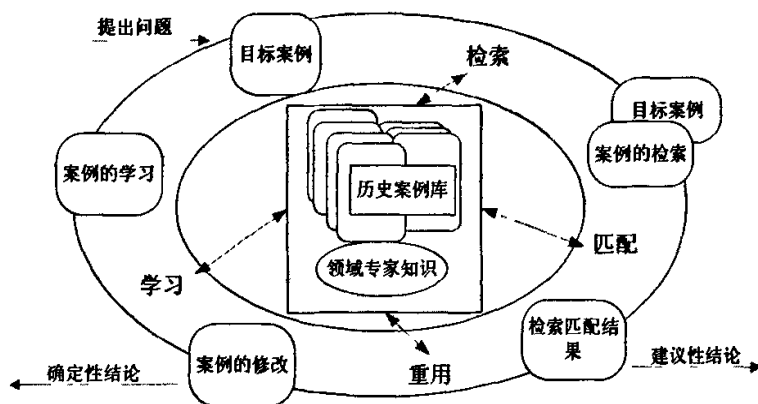 提出问题
目标案例
检索
目标案例
案例的检索
案例的学习
历史案例库
匹配
领域专家知识
学习
检索匹配结
果
案例的修改
重用
建议性结论
确定性结论